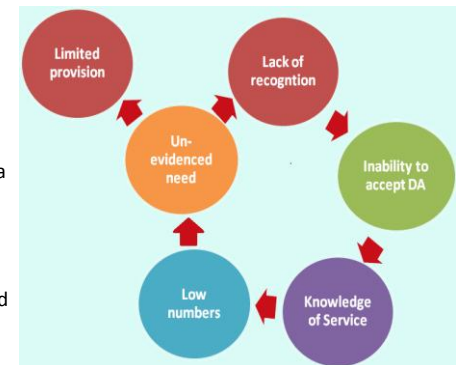 Limited
provision
Lack of
recogntion
Un-
evidenced
need
a
Inability to
accept DA
d
Low
numbers
Knowledge
of Service